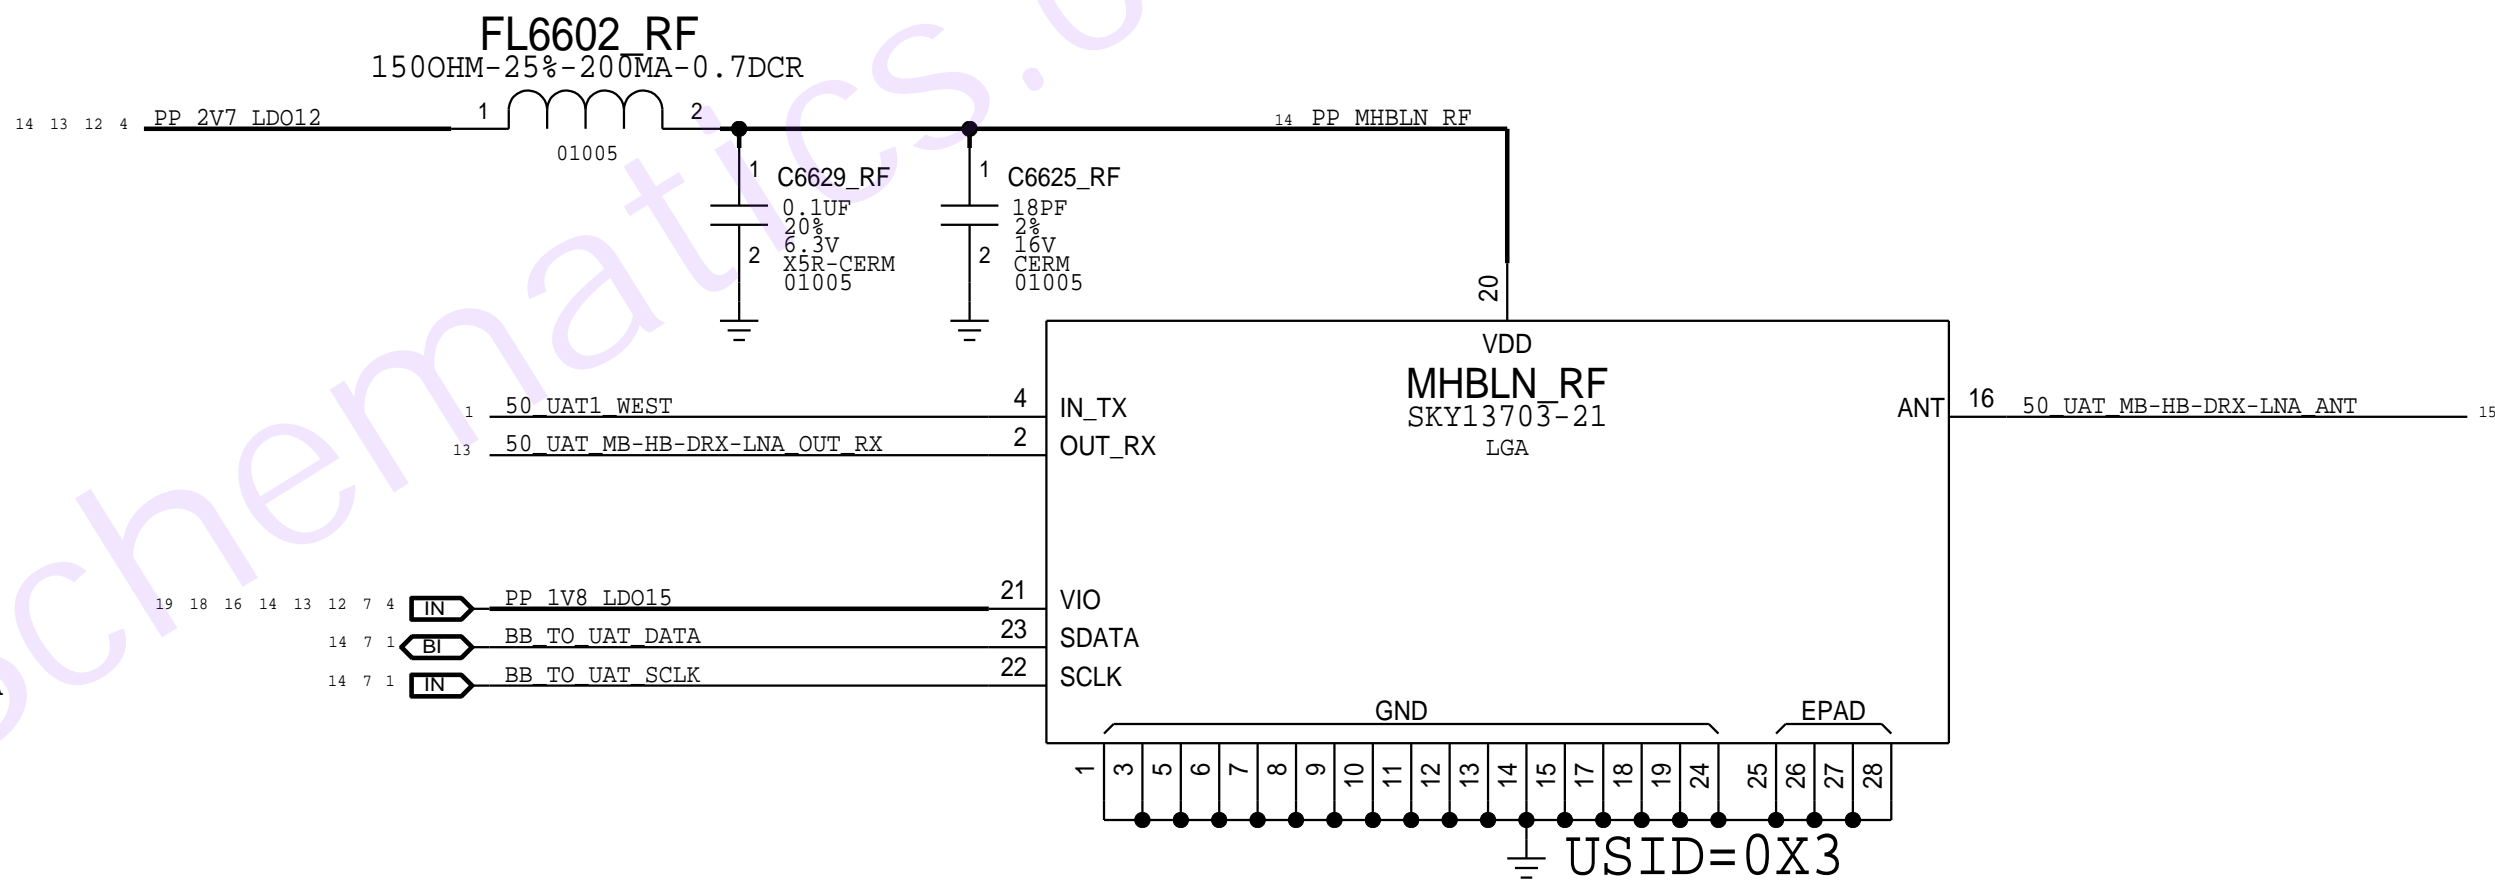 FL6602_RF
150OHM-25%-200MA-0.7DCR
14 13 12 4 PP_2V7_LDO12 1 2
01005
14 PP_MHBLN_RF
1 C6629_RF
0.1UF
20%
6.3V
2 X5R-CERM
01005
1 C6625_RF
18PF
2%
16V
2 CERM
01005
20
VDD
MHBLN_RF
SKY13703-21
LGA
1 50_UAT1_WEST 4 IN_TX
13 50_UAT_MB-HB-DRX-LNA_OUT_RX 2 OUT_RX
ANT 16 50_UAT_MB-HB-DRX-LNA_ANT 15
19 18 16 14 13 12 7 4 IN PP_1V8_LDO15 21 VIO
14 7 1 BI BB_TO_UAT_DATA 23 SDATA
14 7 1 IN BB_TO_UAT_SCLK 22 SCLK
GND EPAD
1 3 5 6 7 8 9 10 11 12 13 14 15 17 18 19 24 25 26 27 28
USID=0X3
schematics.